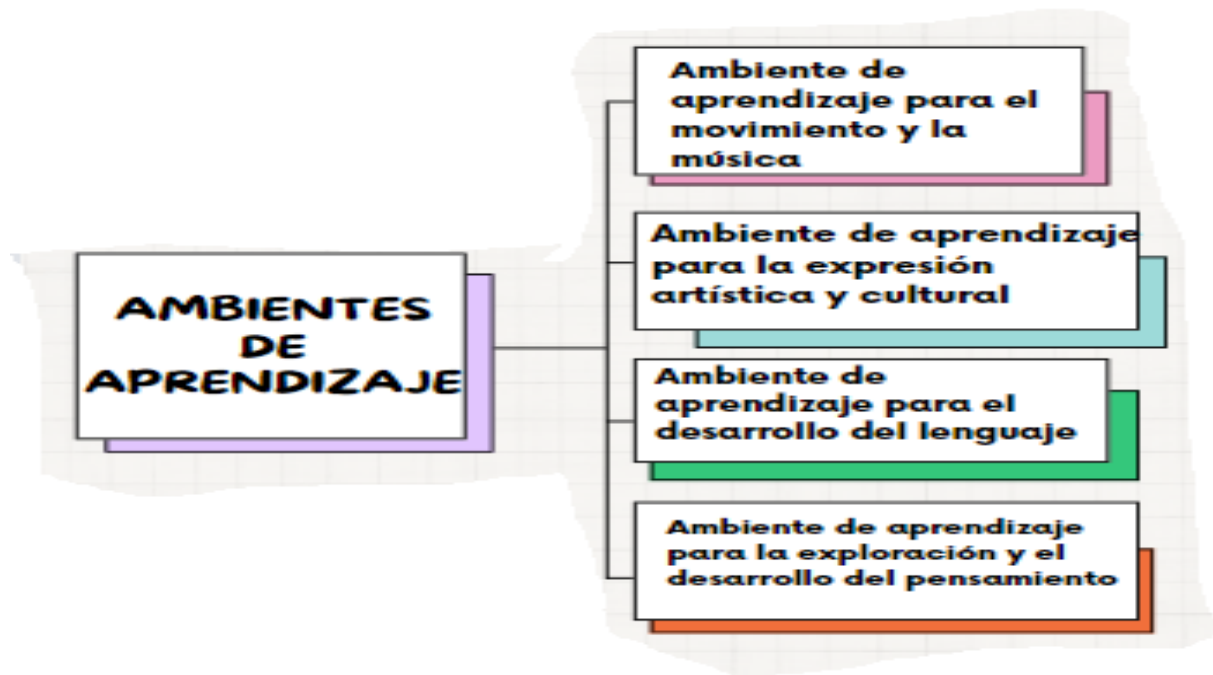 AMBIENTES
DE
APRENDIZAJE
Ambiente de
aprendizaje para el
movimiento y la
música
Ambiente de aprendizaje
para la expresión
artística y cultural
Ambiente de
aprendizaje para el
desarrollo del lenguaje
Ambiente de aprendizaje
para la exploración y el
desarrollo del pensamiento